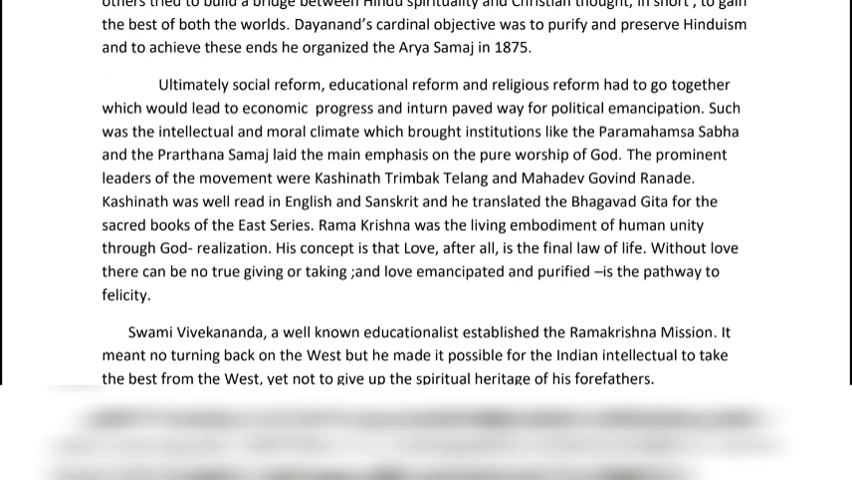 others tried to build a bridge between Hindu spirituality and Christian thought, in short , to gain
the best of both the worlds. Dayanand’s cardinal objective was to purify and preserve Hinduism
and to achieve these ends he organized the Arya Samaj in 1875.
Ultimately social reform, educational reform and religious reform had to go together
which would lead to economic  progress and inturn paved way for political emancipation. Such
was the intellectual and moral climate which brought institutions like the Paramahamsa Sabha
and the Prarthana Samaj laid the main emphasis on the pure worship of God. The prominent
leaders of the movement were Kashinath Trimbak Telang and Mahadev Govind Ranade.
Kashinath was well read in English and Sanskrit and he translated the Bhagavad Gita for the
sacred books of the East Series. Rama Krishna was the living embodiment of human unity
through God- realization. His concept is that Love, after all, is the final law of life. Without love
there can be no true giving or taking ;and love emancipated and purified –is the pathway to
felicity.
Swami Vivekananda, a well known educationalist established the Ramakrishna Mission. It
meant no turning back on the West but he made it possible for the Indian intellectual to take
the best from the West, yet not to give up the spiritual heritage of his forefathers.